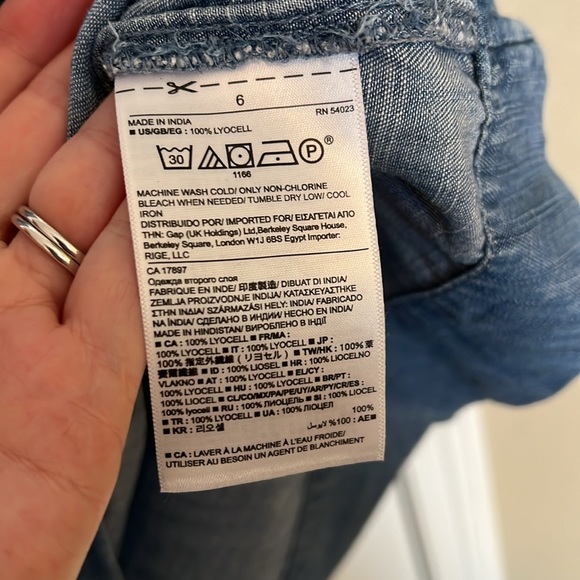 6
MADE IN INDIA RN 54023
■ US/GB/EG : 100% LYOCELL
30 P ®
1166
MACHINE WASH COLD/ ONLY NON-CHLORINE
BLEACH WHEN NEEDED/ TUMBLE DRY LOW/ COOL
IRON
DISTRIBUIDO POR/ IMPORTED FOR/ ΕΙΣΑΓΕΤΑΙ ΑΠΟ
ΤΗΝ: Gap (UK Holdings) Ltd,Berkeley Square House,
Berkeley Square, London W1J 6BS Egypt Importer:
RIGE, LLC
CA 17897
Одежда второго слоя
FABRIQUE EN INDE/ 印度製造/ DIBUAT DI INDIA/
ZEMLJA PROIZVODNJE INDIJA/ ΚΑΤΑΣΚΕΥΑΣΤΗΚΕ
ΣΤΗΝ INΔIA/ SZÁRMAZÁSI HELY: INDIA/ FABRICADO
NA ÍNDIA/ СДЕЛАНО В ИНДИИ/ HECHO EN INDIA/
MADE IN HINDISTAN/ ВИРОБЛЕНО В ІНДІЇ
■ CA : 100% LYOCELL ■ FR/MA :
100% LYOCELL ■ IT : 100% LYOCELL ■ JP :
100% 指定外繊維 (リヨセル) ■ TW/HK : 100% 萊
賽爾纖維 ■ ID : 100% LIOSEL ■ HR : 100% LIOCELNO
VLAKNO ■ AT : 100% LYOCELL ■ EL/CY :
100% LYOCELL ■ HU : 100% LYOCELL ■ BR/PT :
100% LIOCEL ■ CL/CO/MX/PA/PE/UY/AR/PY/CR/ES :
100% lyocell ■ RU : 100% ЛИОЦЕЛЬ ■ SI : 100% LIOCEL
■ TR : 100% LYOCELL ■ UA : 100% ЛІОЦЕЛ 100%
■ KR : 리오셀 لايوسل %100 : AE ■
■ CA : LAVER À LA MACHINE À L'EAU FROIDE/
UTILISER AU BESOIN UN AGENT DE BLANCHIMENT